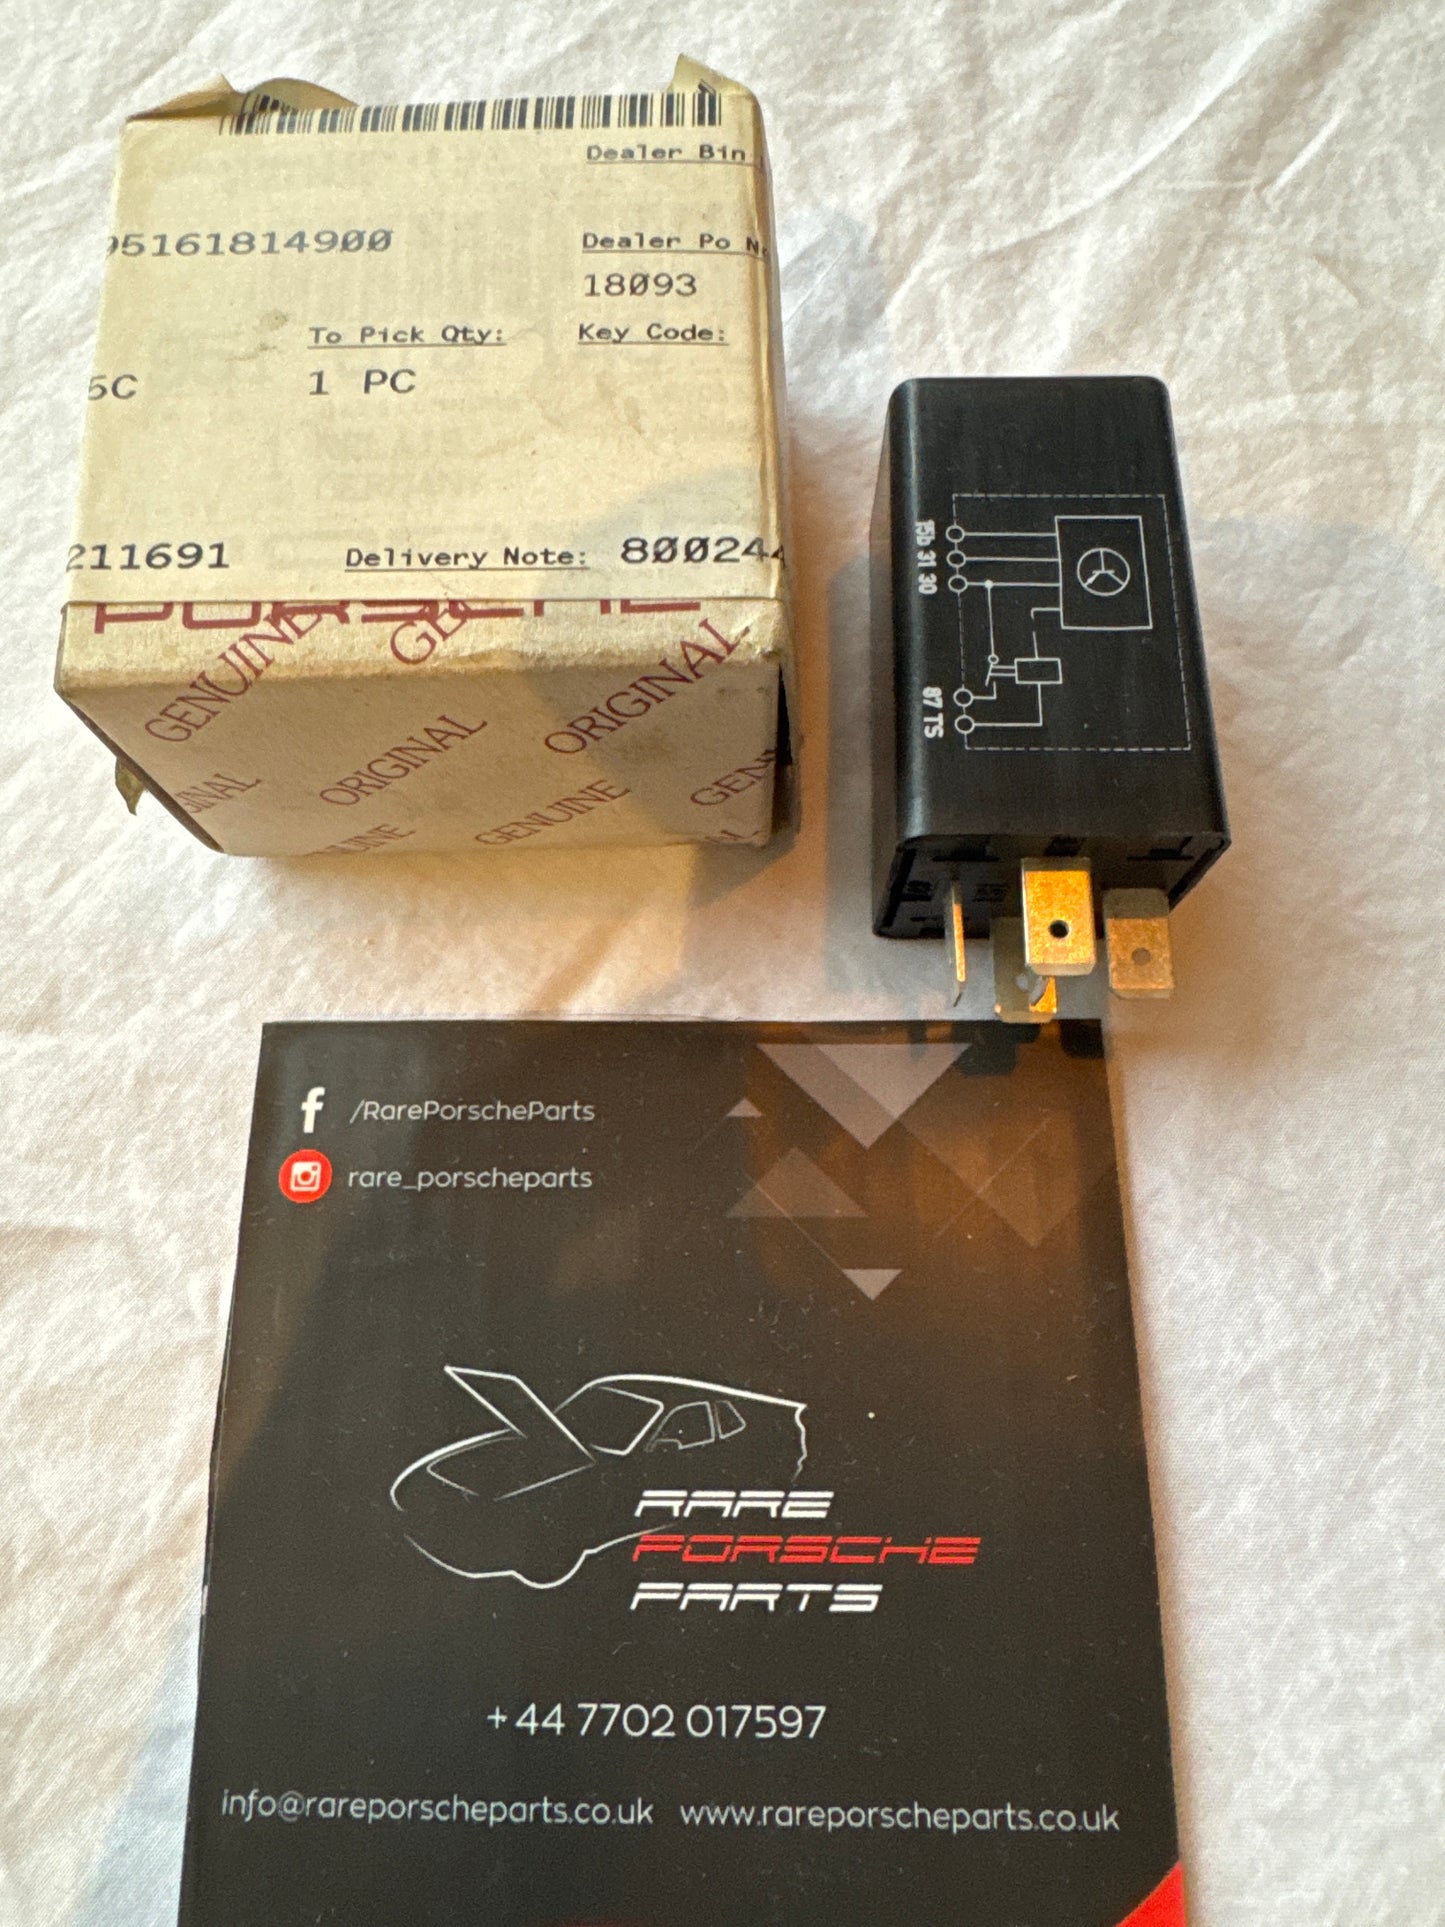 Dealer Bin
95161814900
Dealer Po N
18093
To Pick Qty:
Key Code:
5C
1 PC
211691
Delivery Note: 800244
PORSCHE
GENUINE
ORIGINAL
ORIGINAL
GENUINE
15b 31 30
87 TS
/RarePorscheParts
rare_porscheparts
RARE
PORSCHE
PARTS
+44 7702 017597
info@rareporscheparts.co.uk www.rareporscheparts.co.uk